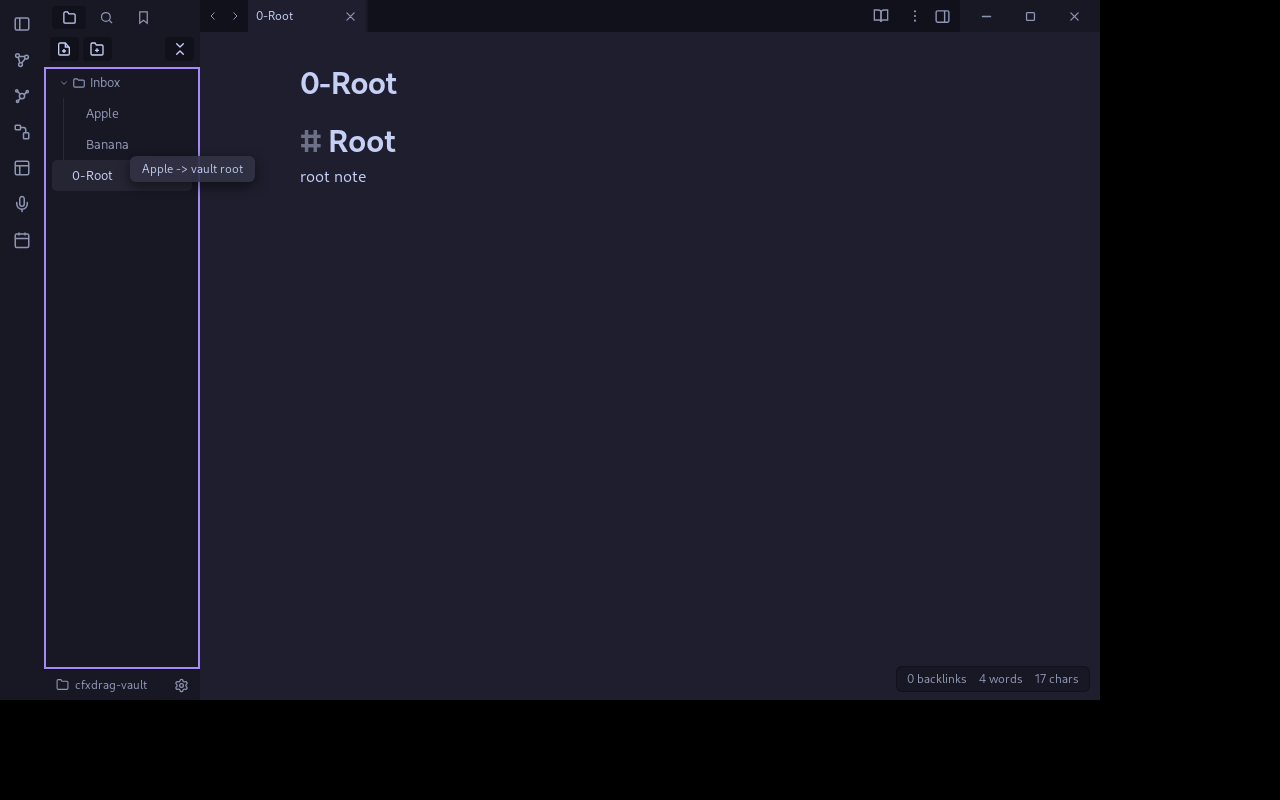 0-Root
Inbox
Apple
Banana
0-Root
Apple -> vault root
cfxdrag-vault
0-Root
# Root
root note
0 backlinks 4 words 17 chars